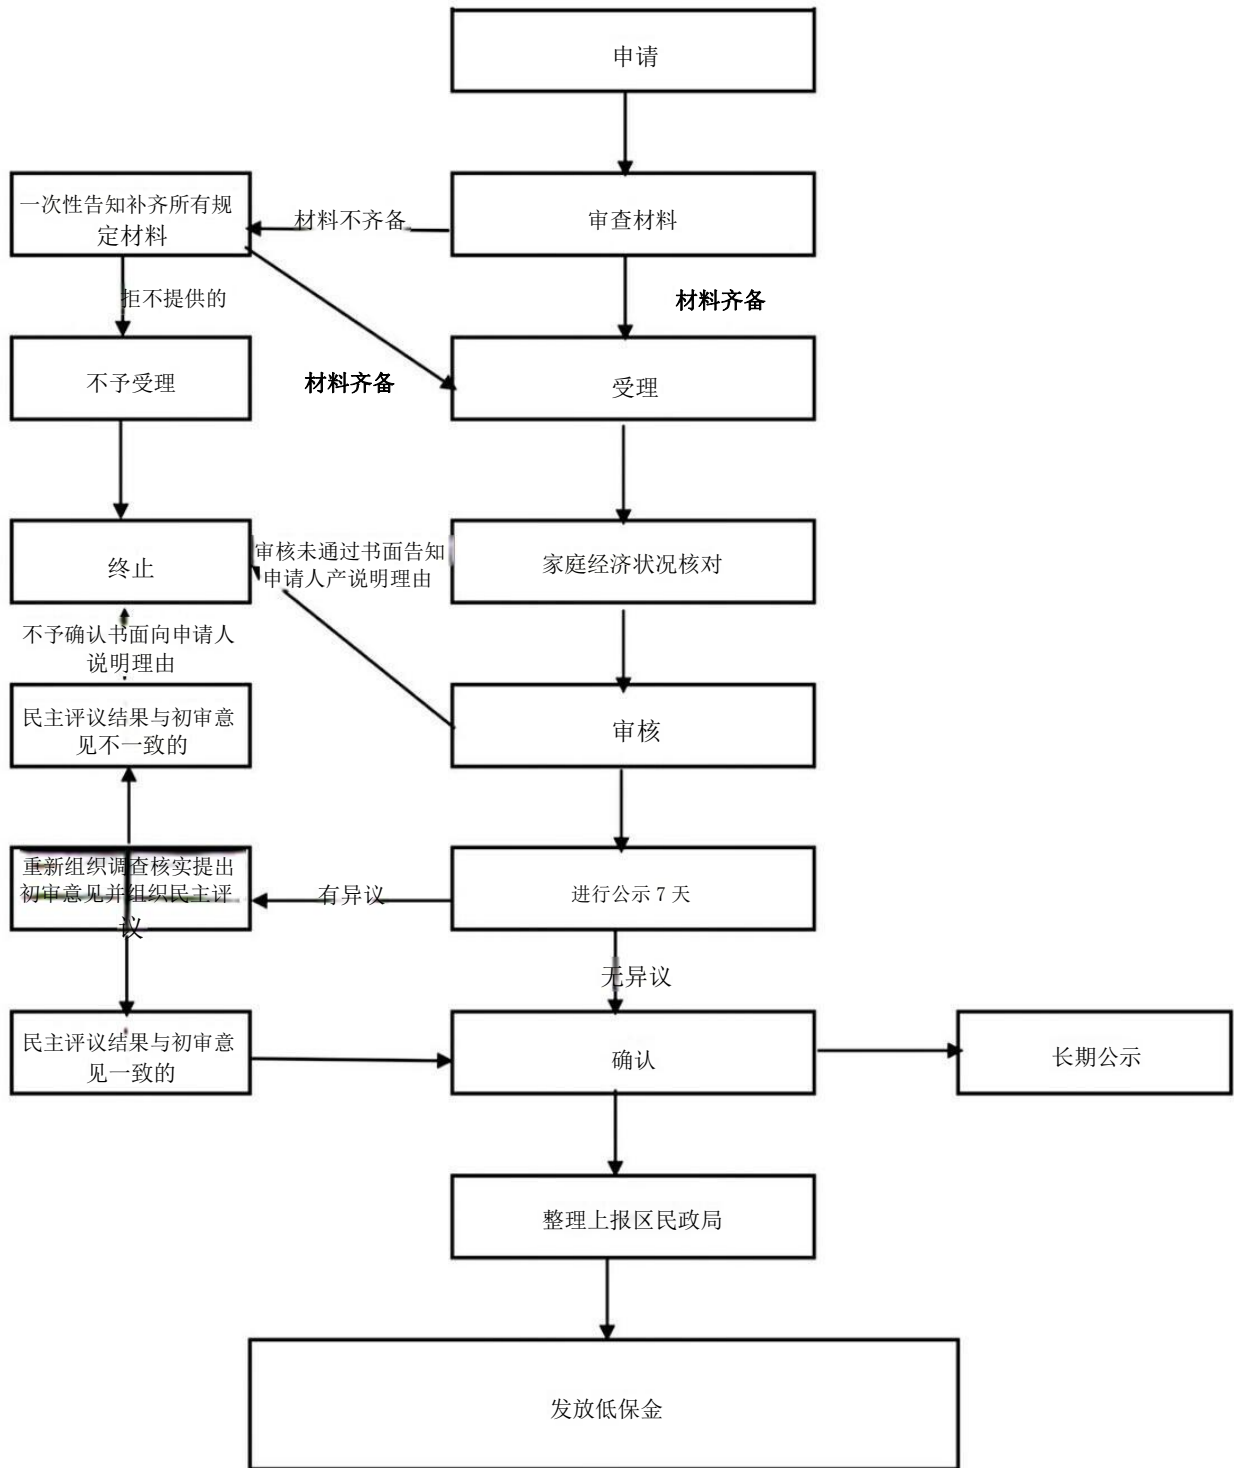 申请
一次性告知补齐所有规
定材料
材料不齐备
审查材料
拒不提供的
材料齐备
不予受理
材料齐备
受理
终止
审核未通过书面告知
申请人产说明理由
家庭经济状况核对
不予确认书面向申请人
说明理由
民主评议结果与初审意
见不一致的
审核
重新组织调查核实提出
初审意见并组织民主评
议
有异议
进行公示 7 天
无异议
民主评议结果与初审意
见一致的
确认
长期公示
整理上报区民政局
发放低保金